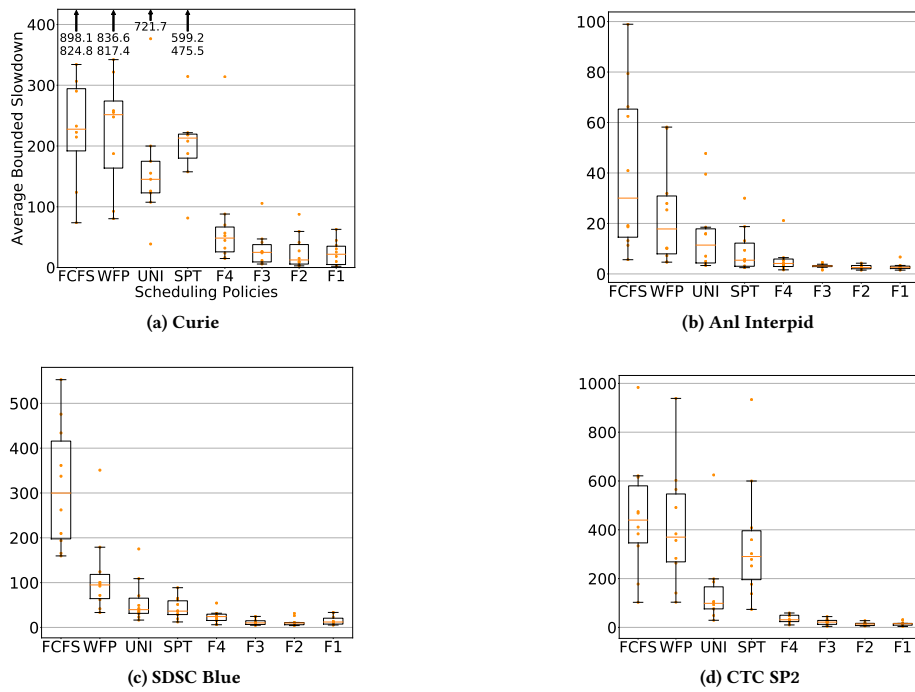 400
300
200
100
0
Average Bounded Slowdown
898.1 836.6 721.7 599.2
824.8 817.4 475.5
FCFS WFP UNI SPT F4 F3 F2 F1
Scheduling Policies
(a) Curie
100
80
60
40
20
0
FCFS WFP UNI SPT F4 F3 F2 F1
(b) Anl Interpid
500
400
300
200
100
0
FCFS WFP UNI SPT F4 F3 F2 F1
(c) SDSC Blue
1000
800
600
400
200
0
FCFS WFP UNI SPT F4 F3 F2 F1
(d) CTC SP2